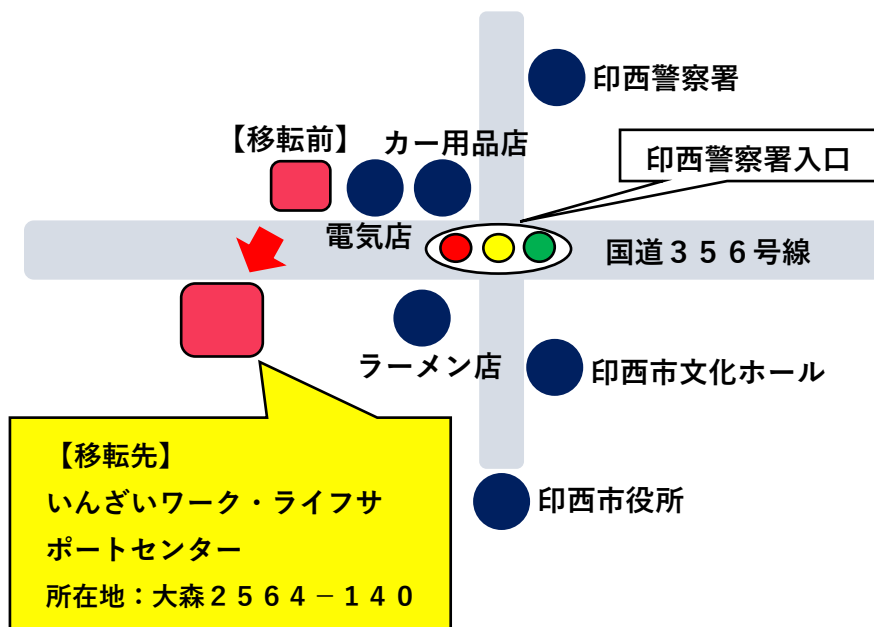 印西警察署
【移転前】
カー用品店
印西警察署入口
電気店
国道３５６号線
ラーメン店
印西市文化ホール
【移転先】
いんざいワーク・ライフサ
ポートセンター
所在地：大森２５６４－１４０
印西市役所